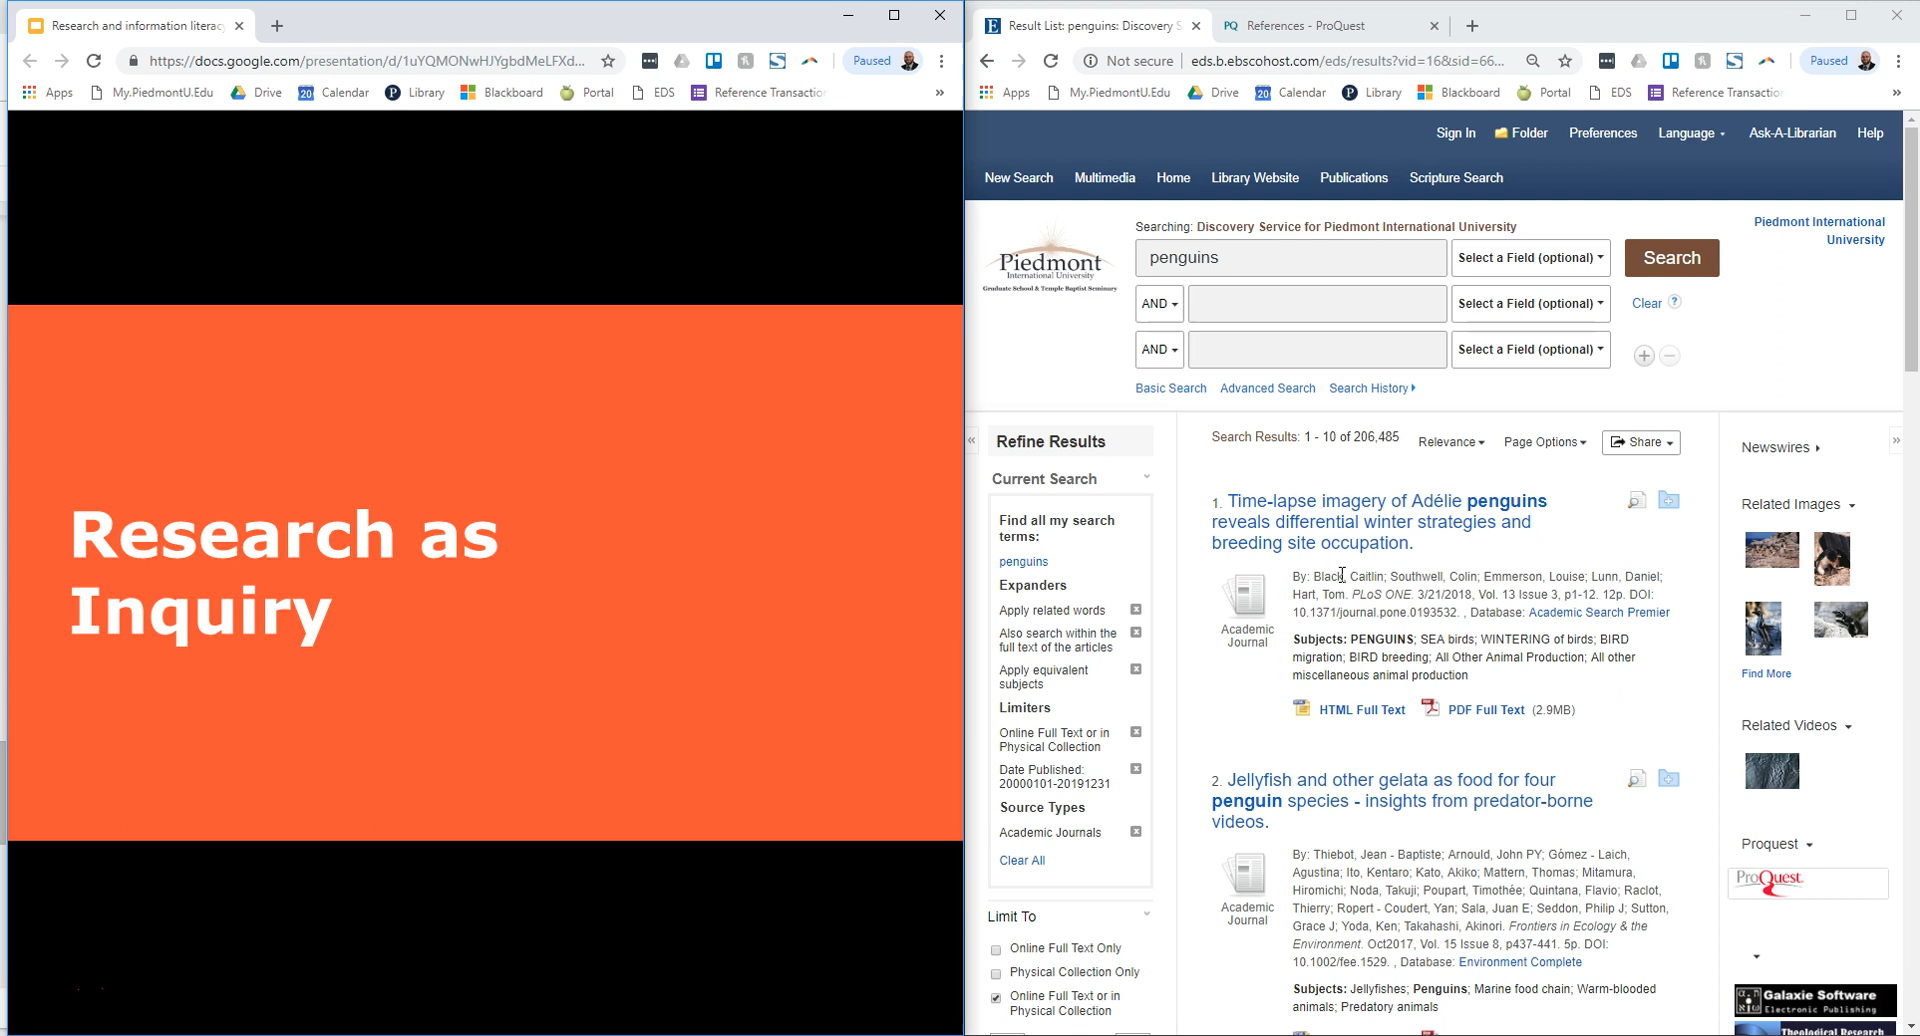 Research and information literac
https://docs.google.com/presentation/d/1uYQMONwHJYgbdMeLFXd...
Paused
Apps My.PiedmontU.Edu Drive Calendar Library Blackboard Portal EDS Reference Transactio
Research as
Inquiry
Result List: penguins: Discovery S
References - ProQuest
Not secure eds.b.ebscohost.com/eds/results?vid=16&sid=66...
Paused
Apps My.PiedmontU.Edu Drive Calendar Library Blackboard Portal EDS Reference Transactio
Sign In Folder Preferences Language Ask-A-Librarian Help
New Search Multimedia Home Library Website Publications Scripture Search
Piedmont
International University
Graduate School & Temple Baptist Seminary
Searching: Discovery Service for Piedmont International University
Piedmont International
University
penguins Select a Field (optional) Search
AND Select a Field (optional) Clear ?
AND Select a Field (optional)
Basic Search Advanced Search Search History
Refine Results
Current Search
Find all my search
terms:
penguins
Expanders
Apply related words
Also search within the
full text of the articles
Apply equivalent
subjects
Limiters
Online Full Text or in
Physical Collection
Date Published:
20000101-20191231
Source Types
Academic Journals
Clear All
Limit To
Online Full Text Only
Physical Collection Only
Online Full Text or in
Physical Collection
Search Results: 1 - 10 of 206,485 Relevance Page Options Share
1. Time-lapse imagery of Adélie penguins
reveals differential winter strategies and
breeding site occupation.
Academic
Journal
By: Black, Caitlin; Southwell, Colin; Emmerson, Louise; Lunn, Daniel;
Hart, Tom. PLoS ONE. 3/21/2018, Vol. 13 Issue 3, p1-12. 12p. DOI:
10.1371/journal.pone.0193532. , Database: Academic Search Premier
Subjects: PENGUINS; SEA birds; WINTERING of birds; BIRD
migration; BIRD breeding; All Other Animal Production; All other
miscellaneous animal production
HTML Full Text PDF Full Text (2.9MB)
2. Jellyfish and other gelata as food for four
penguin species - insights from predator-borne
videos.
Academic
Journal
By: Thiebot, Jean - Baptiste; Arnould, John PY; Gómez - Laich,
Agustina; Ito, Kentaro; Kato, Akiko; Mattern, Thomas; Mitamura,
Hiromichi; Noda, Takuji; Poupart, Timothée; Quintana, Flavio; Raclot,
Thierry; Ropert - Coudert, Yan; Sala, Juan E; Seddon, Philip J; Sutton,
Grace J; Yoda, Ken; Takahashi, Akinori. Frontiers in Ecology & the
Environment. Oct2017, Vol. 15 Issue 8, p437-441. 5p. DOI:
10.1002/fee.1529. , Database: Environment Complete
Subjects: Jellyfishes; Penguins; Marine food chain; Warm-blooded
animals; Predatory animals
Newswires
Related Images
Find More
Related Videos
Proquest
ProQuest
Galaxie Software
Electronic Publishing
Theological Research